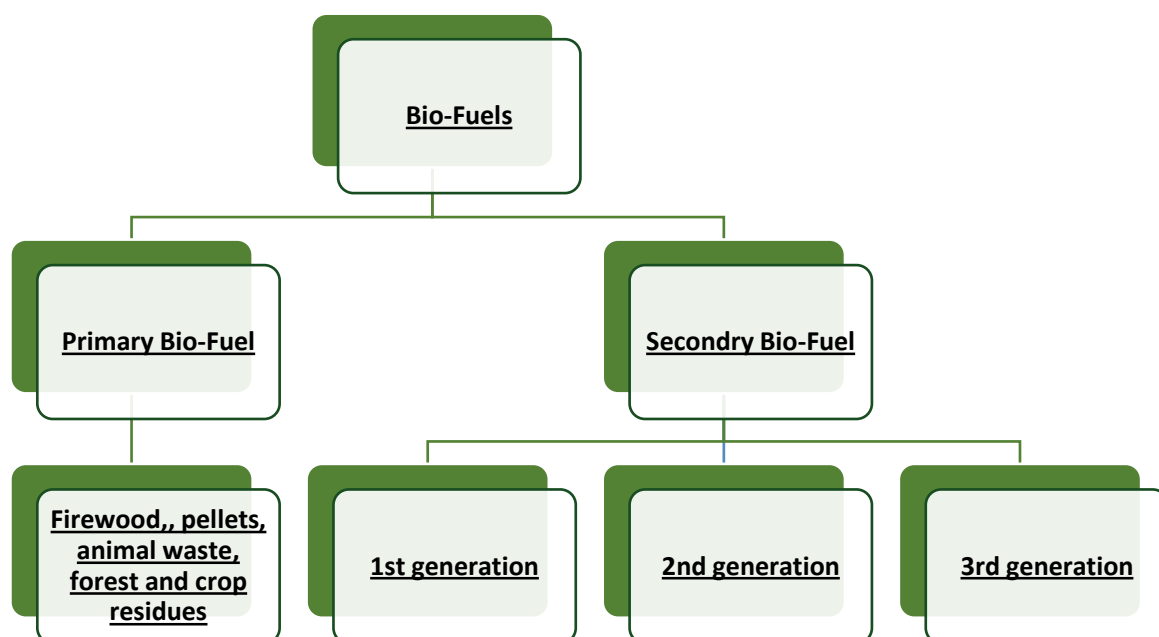 Bio-Fuels
Primary Bio-Fuel
Secondry Bio-Fuel
Firewood,, pellets,
animal waste,
forest and crop
residues
1st generation
2nd generation
3rd generation